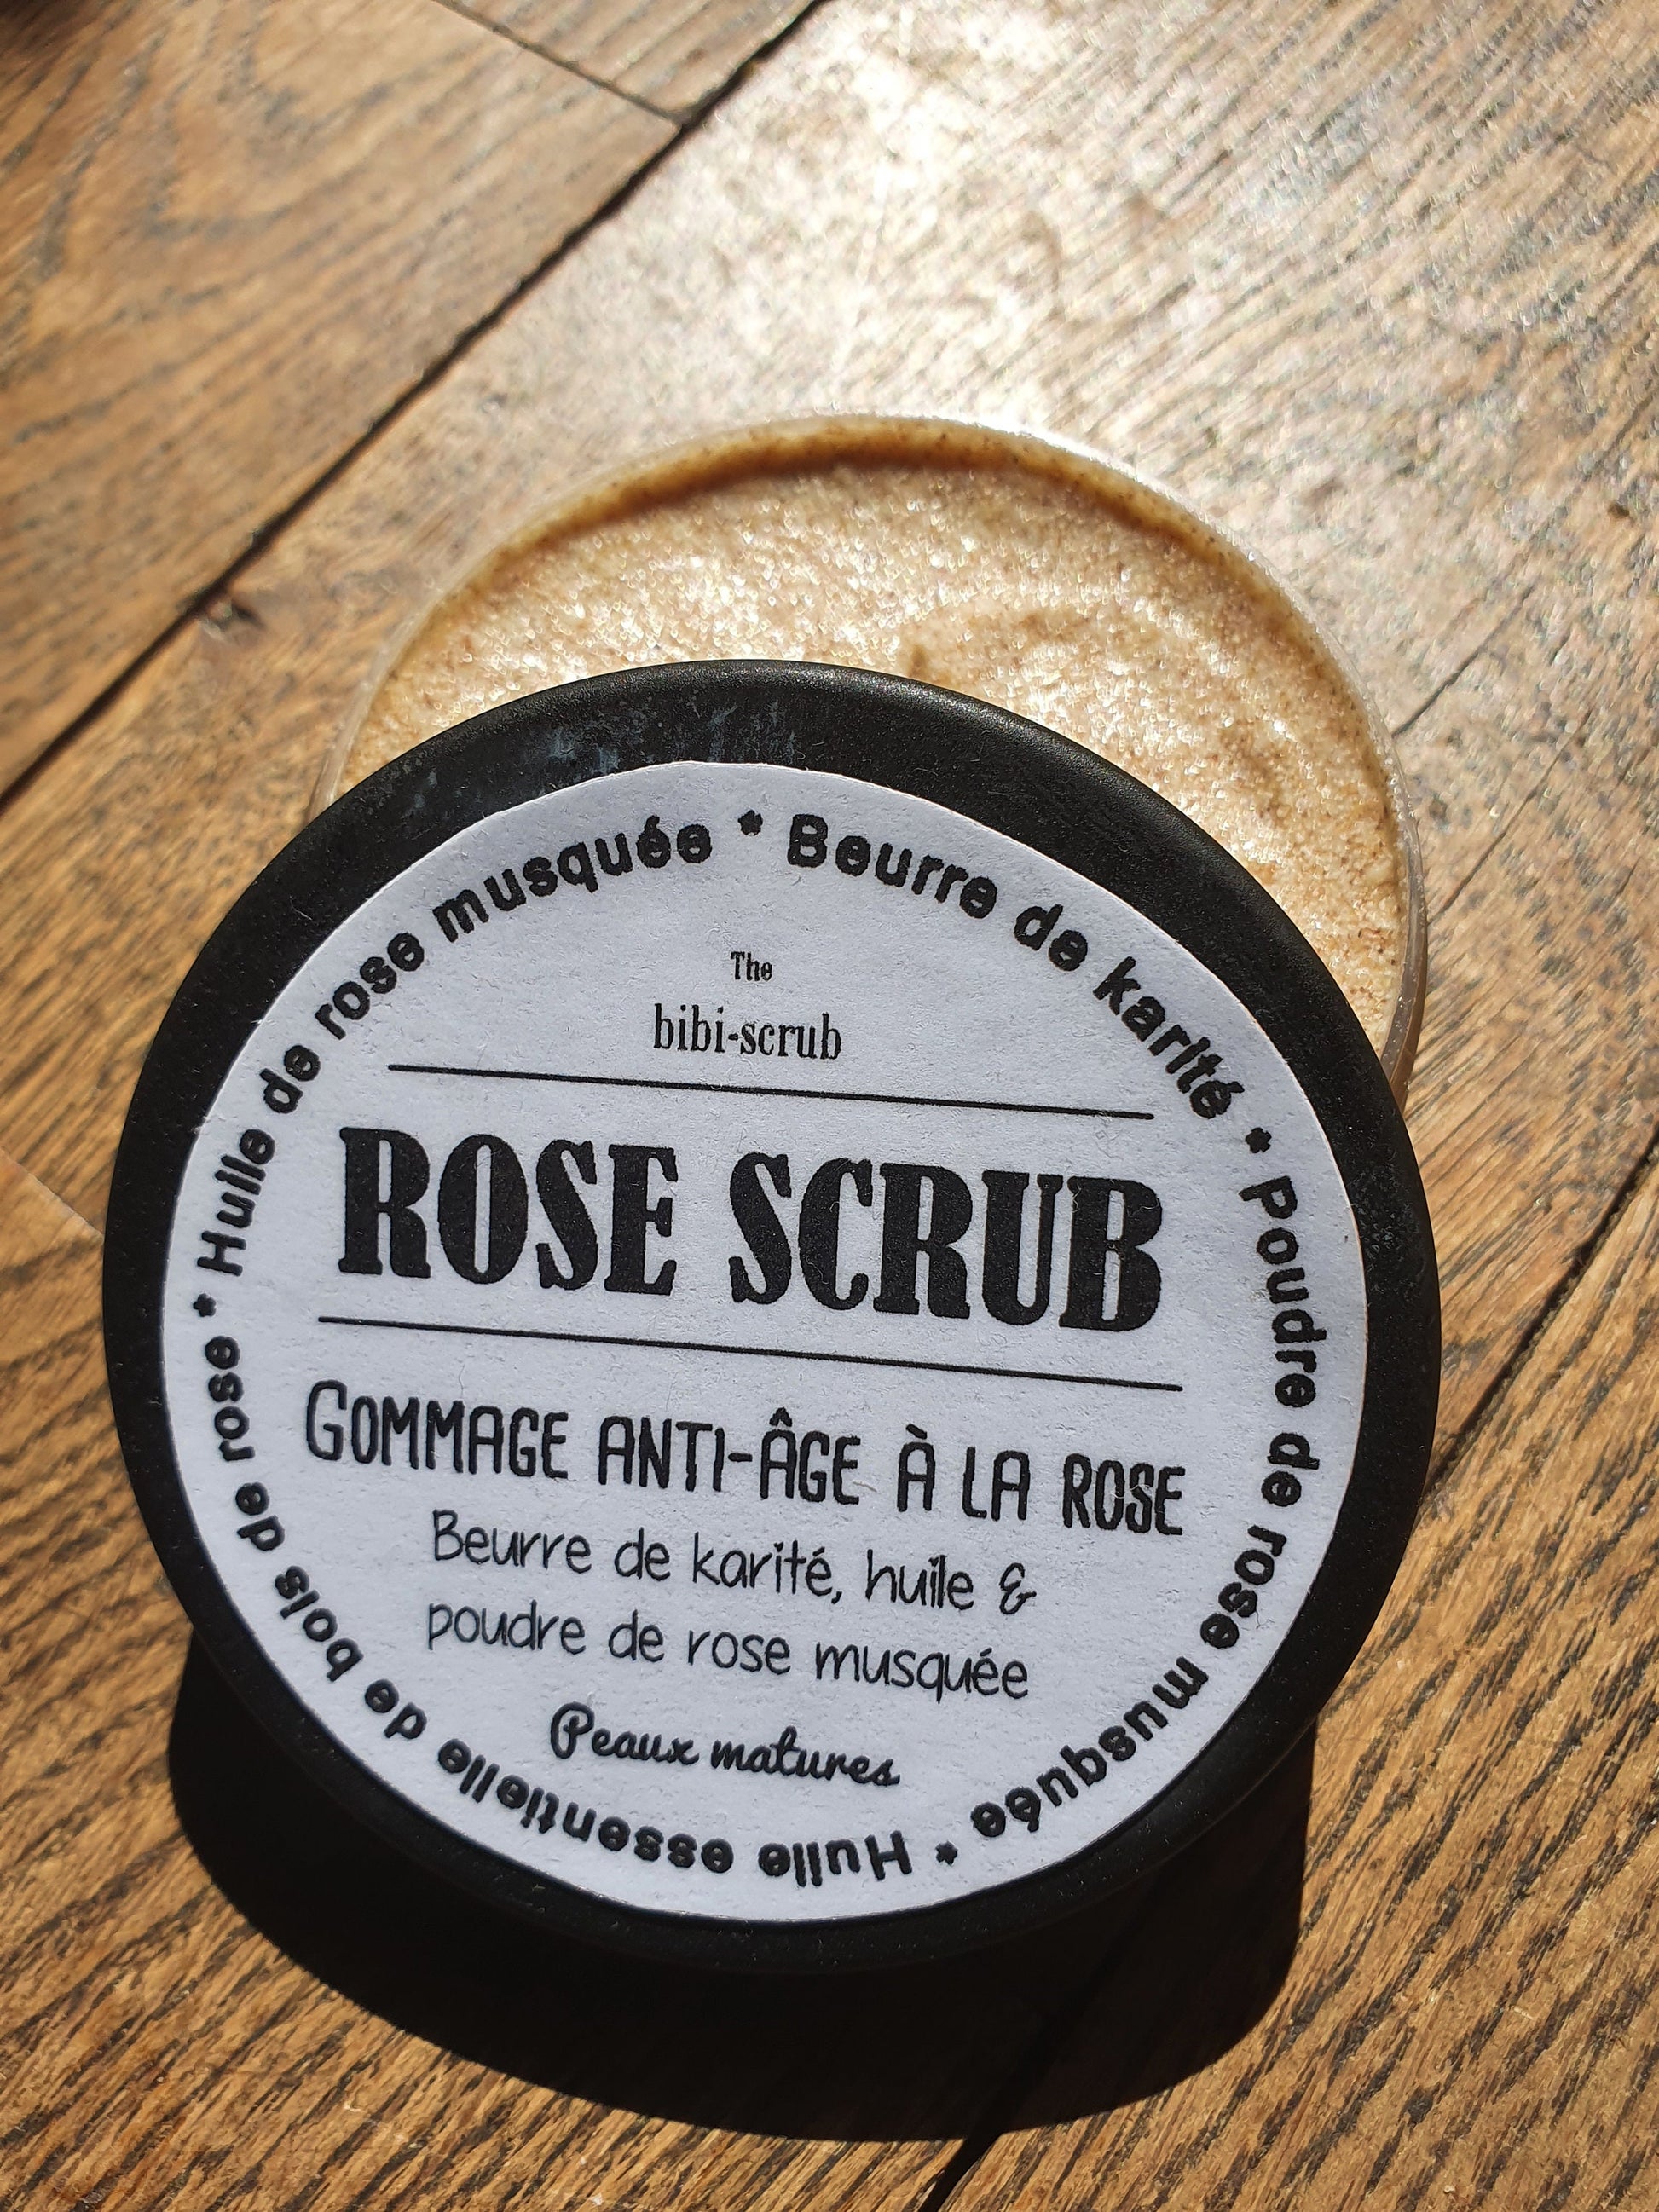 The
bibi-scrub
ROSE SCRUB
GOMMAGE ANTI-ÂGE À LA ROSE
Beurre de karité, huile &
poudre de rose musquée
Peaux matures
* Beurre de karité * Poudre de rose musquée * Huile essentielle de bois de rose * Huile de rose musquée